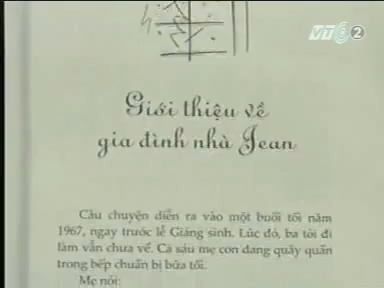 VTC 2
Giới thiệu về
gia đình nhà Jean
Câu chuyện diễn ra vào một buổi tối năm
1967, ngay trước lễ Giáng sinh. Lúc đó, ba tôi đi
làm vẫn chưa về. Cả sáu mẹ con đang quây quần
trong bếp chuẩn bị bữa tối.
Mẹ nói: